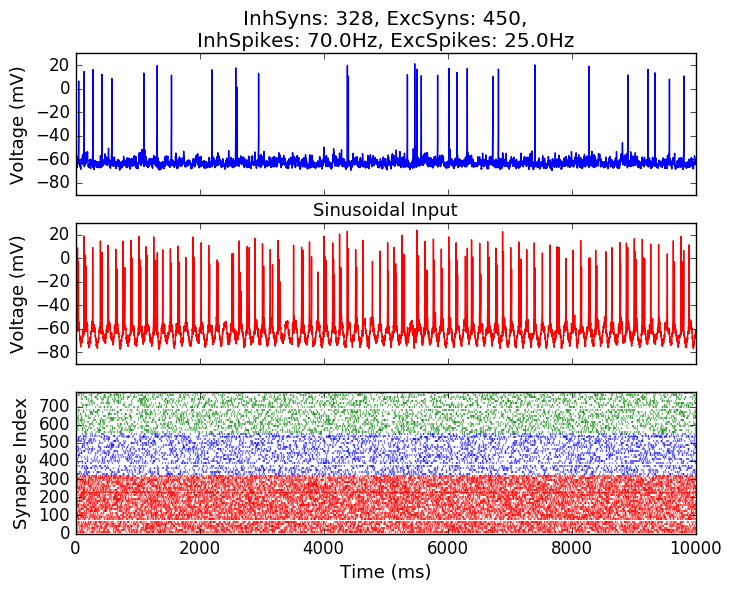 InhSyns: 328, ExcSyns: 450,
InhSpikes: 70.0Hz, ExcSpikes: 25.0Hz
20
0
−20
−40
−60
−80
Voltage (mV)
Sinusoidal Input
20
0
−20
−40
−60
−80
Voltage (mV)
700
600
500
400
300
200
100
0
Synapse Index
0 2000 4000 6000 8000 10000
Time (ms)